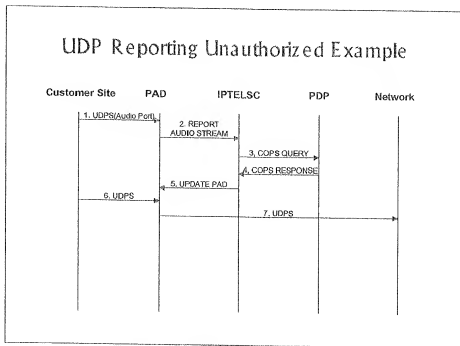 UDP Reporting Unauthorized Example
Customer Site PAD IPTELSC PDP Network
1. UDPS(Audio Port)
2. REPORT
AUDIO STREAM
3. COPS QUERY
4. COPS RESPONSE
5. UPDATE PAD
6. UDPS
7. UDPS